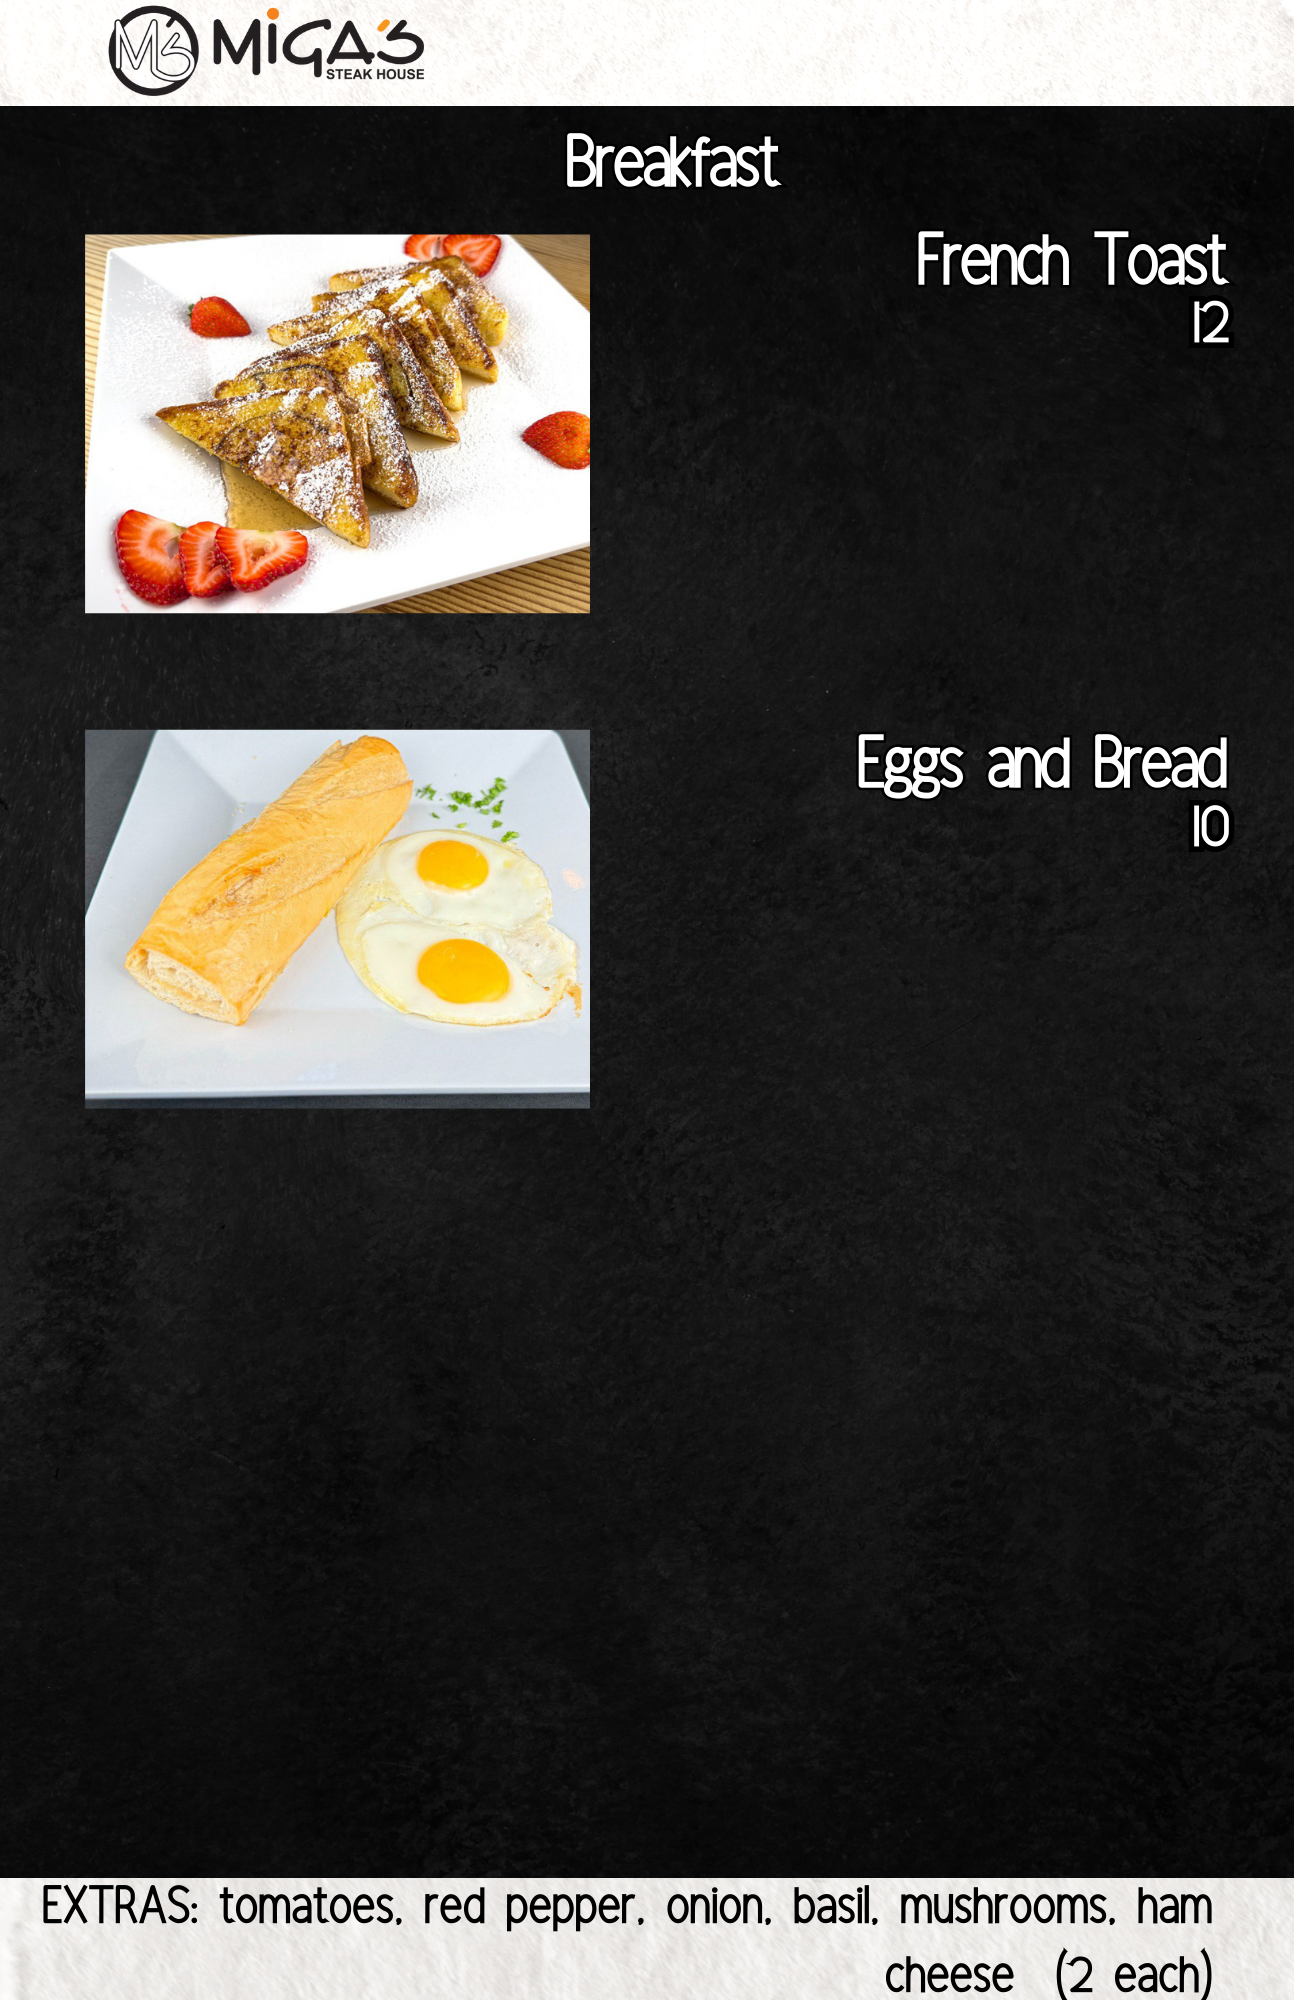 MS MiGA'S
STEAK HOUSE
Breakfast
French Toast
12
Eggs and Bread
10
EXTRAS: tomatoes, red pepper, onion, basil, mushrooms, ham
cheese (2 each)